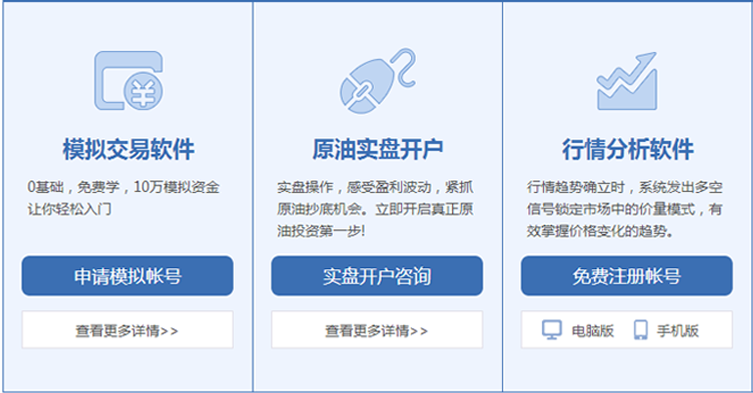 模拟交易软件
0基础，免费学，10万模拟资金
让你轻松入门
申请模拟帐号
查看更多详情>>
原油实盘开户
实盘操作，感受盈利波动，紧抓
原油抄底机会。立即开启真正原
油投资第一步!
实盘开户咨询
查看更多详情>>
行情分析软件
行情趋势确立时，系统发出多空
信号锁定市场中的价量模式，有
效掌握价格变化的趋势。
免费注册帐号
电脑版 手机版